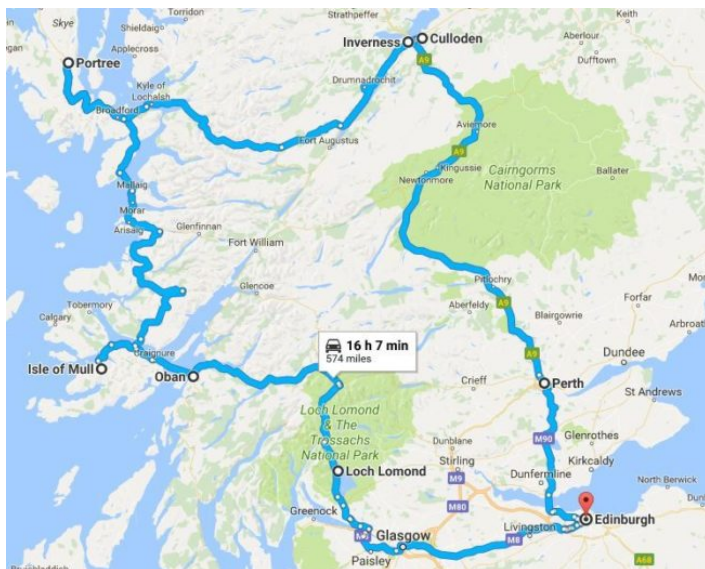 Skye
Shieldaig
Torridon
Strathpeffer
Keith
Portree
Applecross
Inverness
Culloden
Aberlour
Dufftown
A9
Drumnadrochit
Kyle of
Lochalsh
Broadford
Fort Augustus
Aviemore
A9
Kingussie
Newtonmore
Cairngorms
National Park
Ballater
Mallaig
Morar
Arisaig
Glenfinnan
Fort William
Glencoe
Pitlochry
A9
Aberfeldy
Blairgowrie
Forfar
Arbroath
Tobermory
Calgary
Craignure
Isle of Mull
Oban
16 h 7 min
574 miles
A9
Dundee
Crieff
Perth
St Andrews
Loch Lomond
& The
Trossachs
National Park
M90
Glenrothes
Dunblane
Stirling
Kirkcaldy
Loch Lomond
M9
Dunfermline
North Berwick
M80
Greenock
Edinburgh
Glasgow
Livingston
M8
Paisley
A68